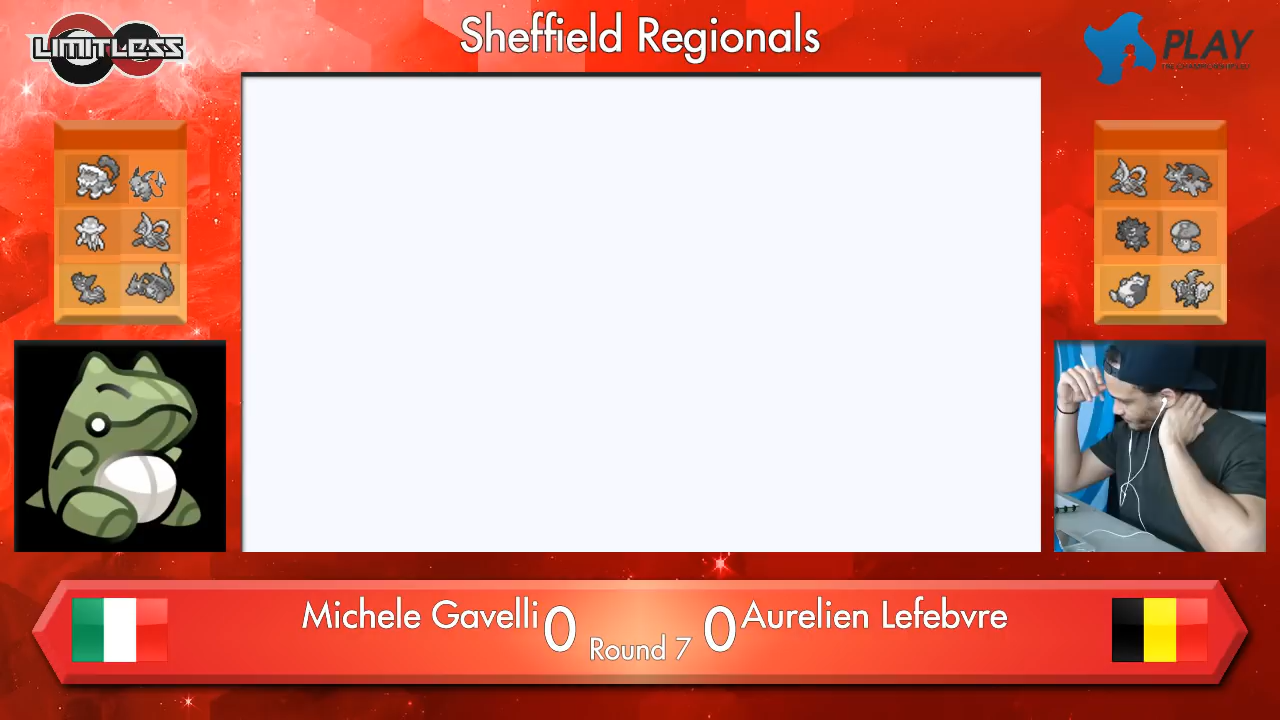 LIMITLESS
Sheffield Regionals
PLAY
Michele Gavelli
0
Round 7
0
Aurelien Lefebvre